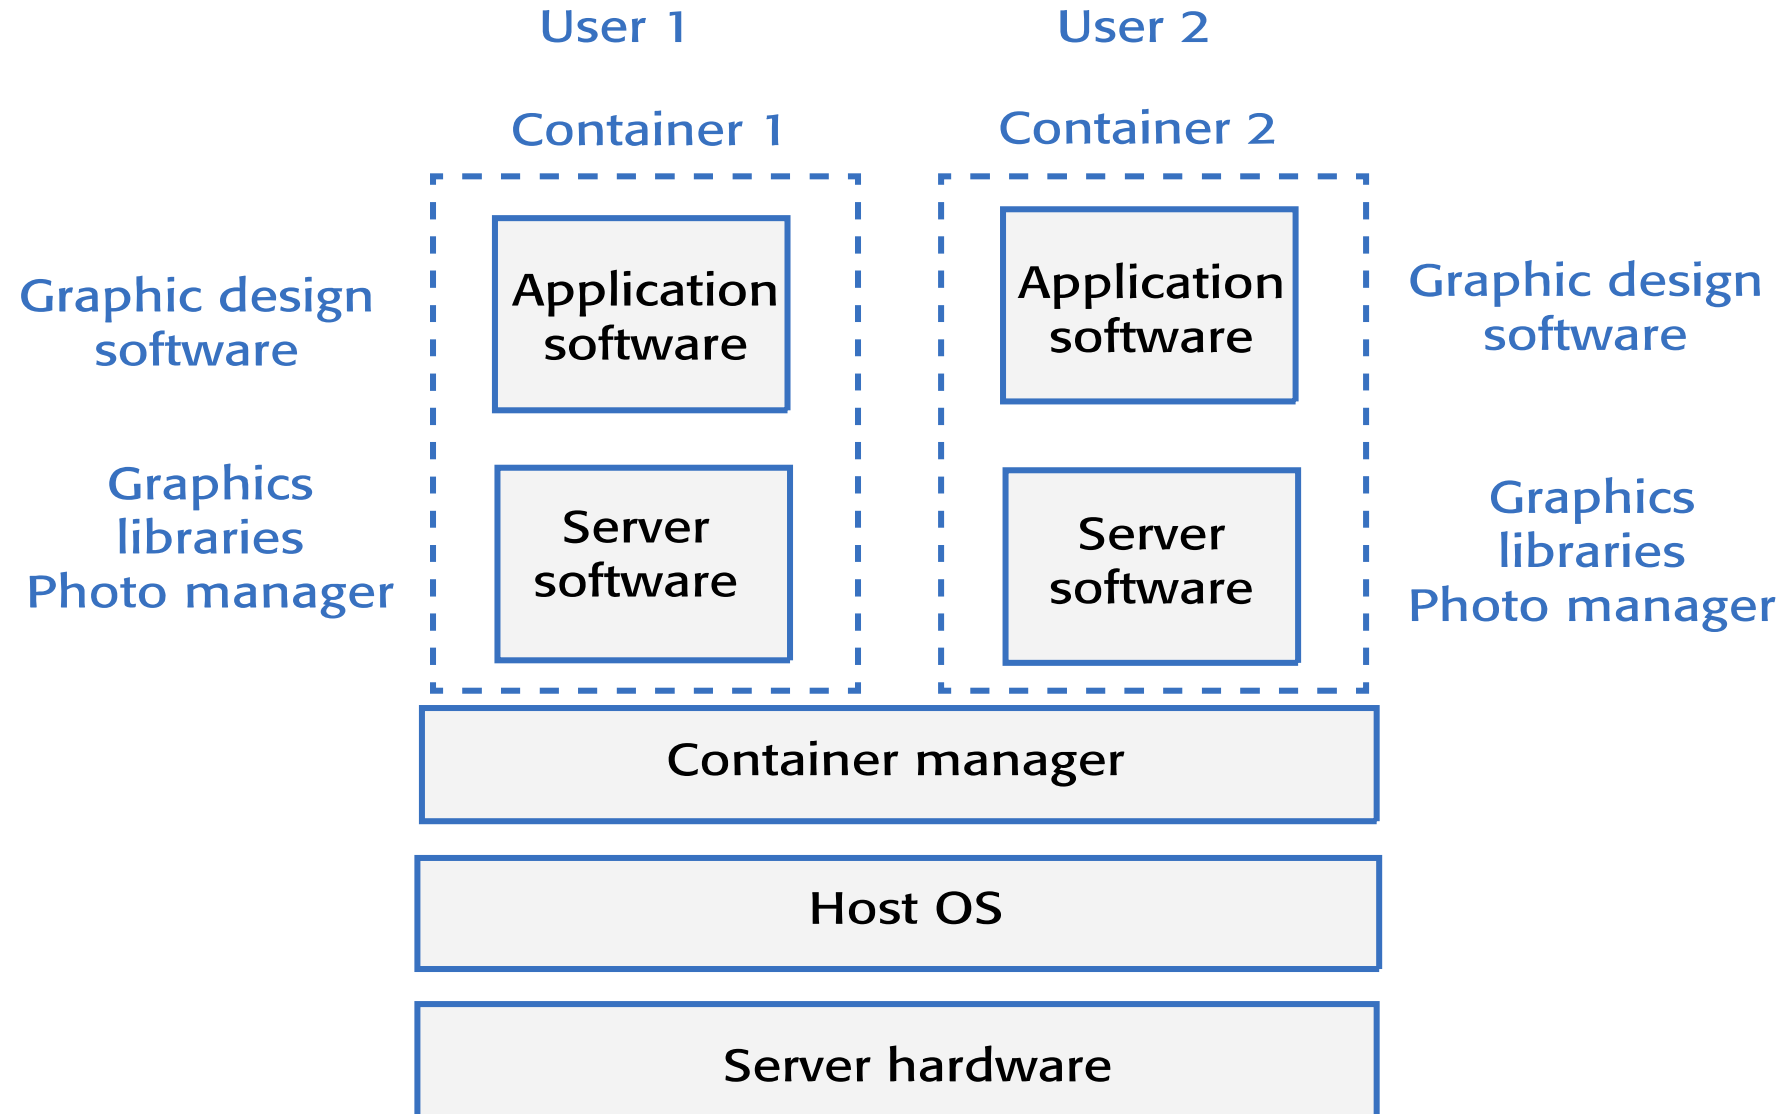 User 1
User 2
Container 1
Container 2
Graphic design
software
Application
software
Application
software
Graphic design
software
Graphics
libraries
Photo manager
Server
software
Server
software
Graphics
libraries
Photo manager
Container manager
Host OS
Server hardware